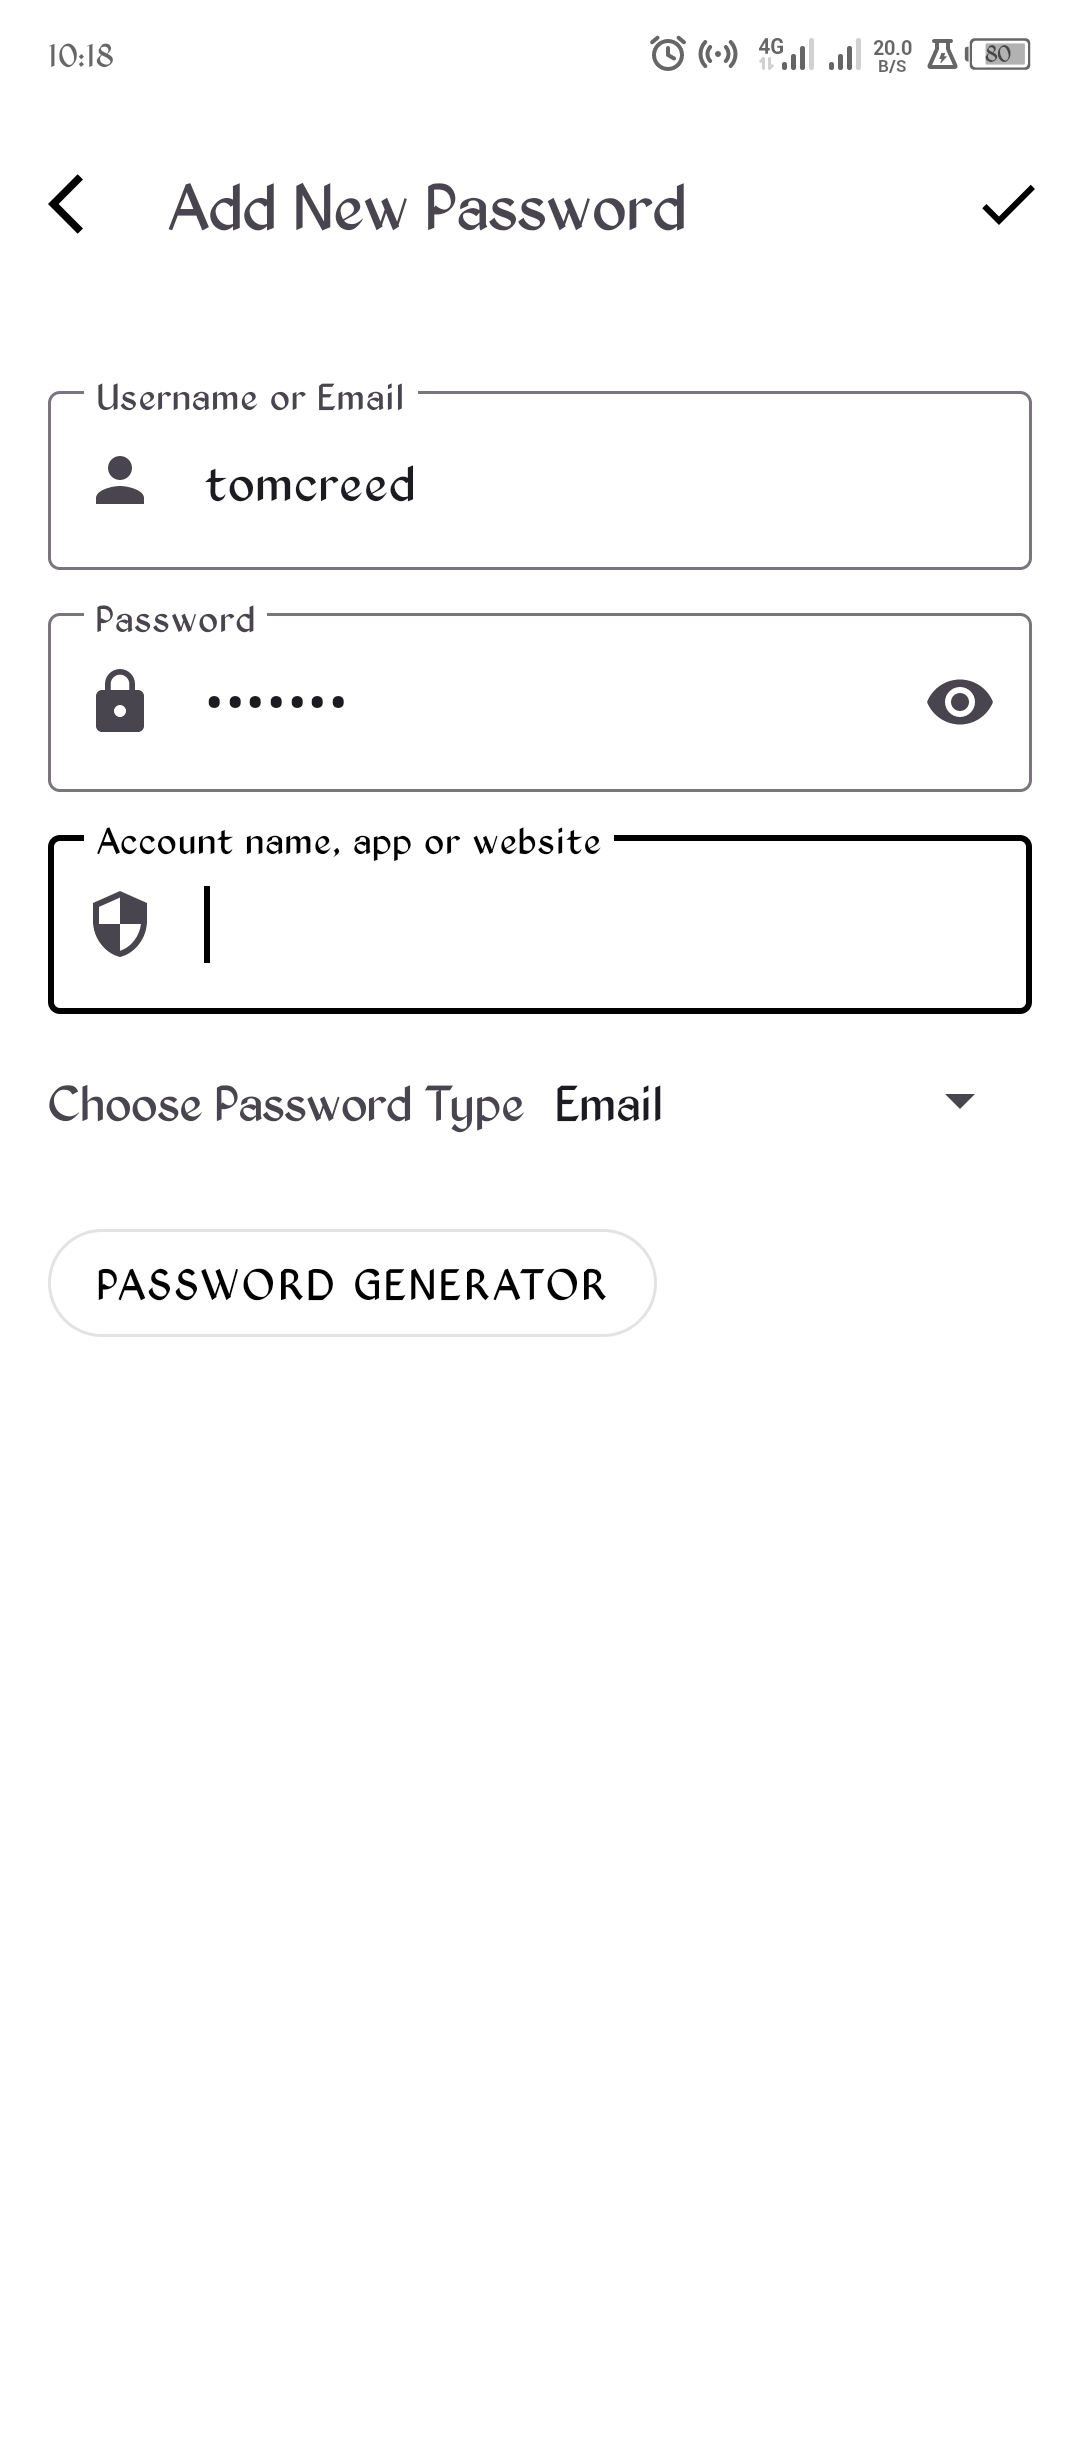 10:18
4G
20.0
B/S
80
Add New Password
Username or Email
tomcreed
Password
•••••••
Account name, app or website
Choose Password Type Email
PASSWORD GENERATOR